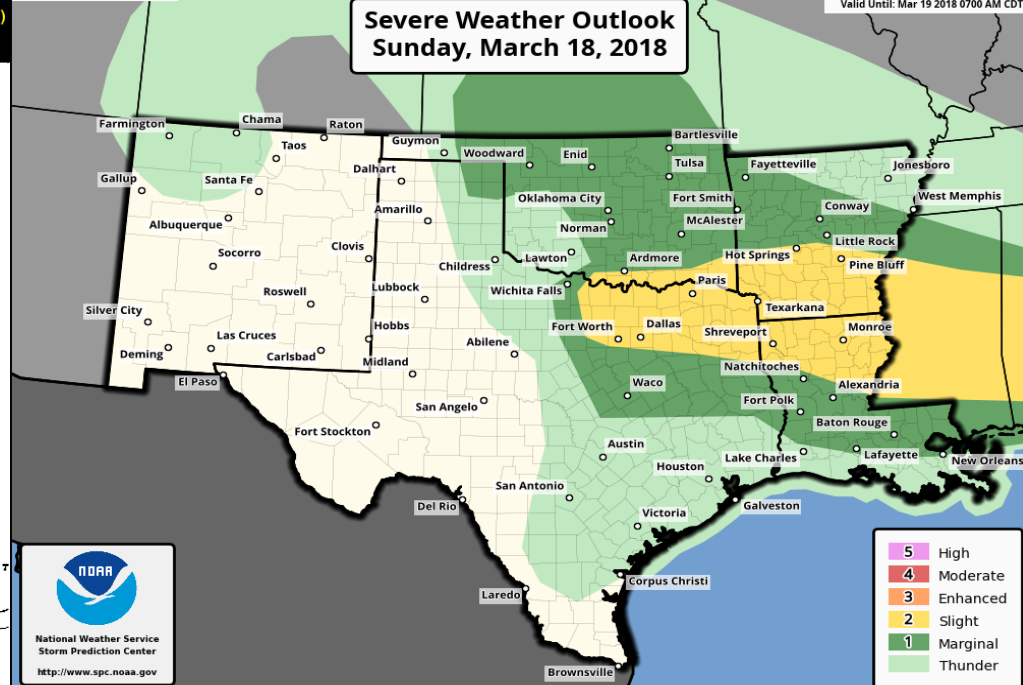 )
Severe Weather Outlook
Sunday, March 18, 2018
Valid Until: Mar 19 2018 0700 AM CDT
Farmington
Chama
Raton
Taos
Guymon
Dalhart
Woodward
Enid
Bartlesville
Tulsa
Fayetteville
Jonesboro
Gallup
Santa Fe
Albuquerque
Amarillo
Oklahoma City
Norman
Fort Smith
McAlester
Conway
West Memphis
Socorro
Clovis
Childress
Lawton
Ardmore
Hot Springs
Little Rock
Pine Bluff
Roswell
Lubbock
Wichita Falls
Paris
Texarkana
Silver City
Las Cruces
Deming
Carlsbad
Hobbs
Midland
Abilene
Fort Worth
Dallas
Shreveport
Monroe
El Paso
San Angelo
Waco
Natchitoches
Alexandria
Fort Polk
Baton Rouge
Fort Stockton
Austin
Houston
Lake Charles
Lafayette
New Orleans
Del Rio
San Antonio
Victoria
Galveston
Laredo
Corpus Christi
Brownsville
T
NOAA
National Weather Service
Storm Prediction Center
http://www.spc.noaa.gov
5 High
4 Moderate
3 Enhanced
2 Slight
1 Marginal
Thunder